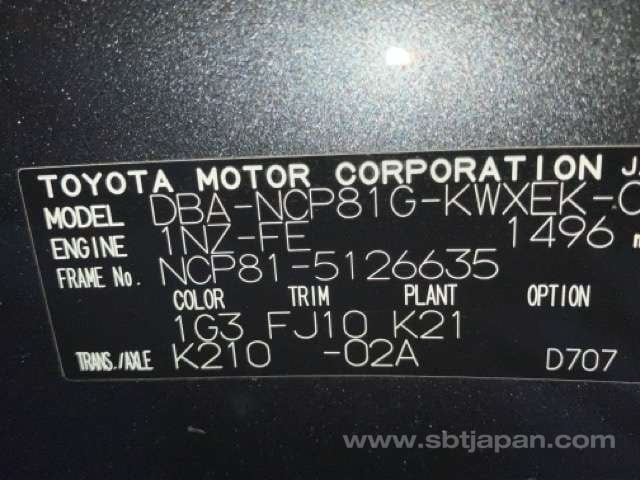 TOYOTA MOTOR CORPORATION
MODEL DBA-NCP81G-KWXEK-
ENGINE 1NZ-FE 1496
FRAME No. NCP81-5126635
COLOR TRIM PLANT OPTION
1G3 FJ10 K21
TRANS./AXLE K210 -02A D707
www.sbtjapan.com